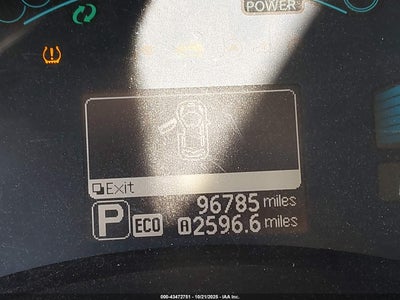 POWER
Exit
96785 miles
P ECO A 2596.6 miles
000-43472751 - 10/21/2025 - IAA Inc.